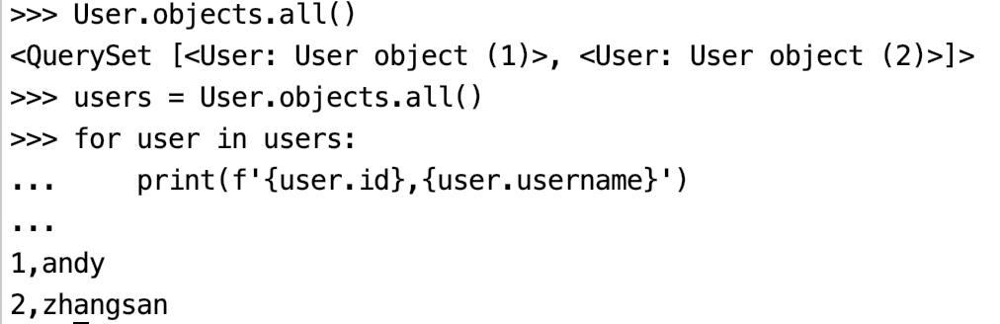 >>> User.objects.all()
<QuerySet [<User: User object (1)>, <User: User object (2)>]>
>>> users = User.objects.all()
>>> for user in users:
...     print(f'{user.id},{user.username}')
...
1,andy
2,zhangsan